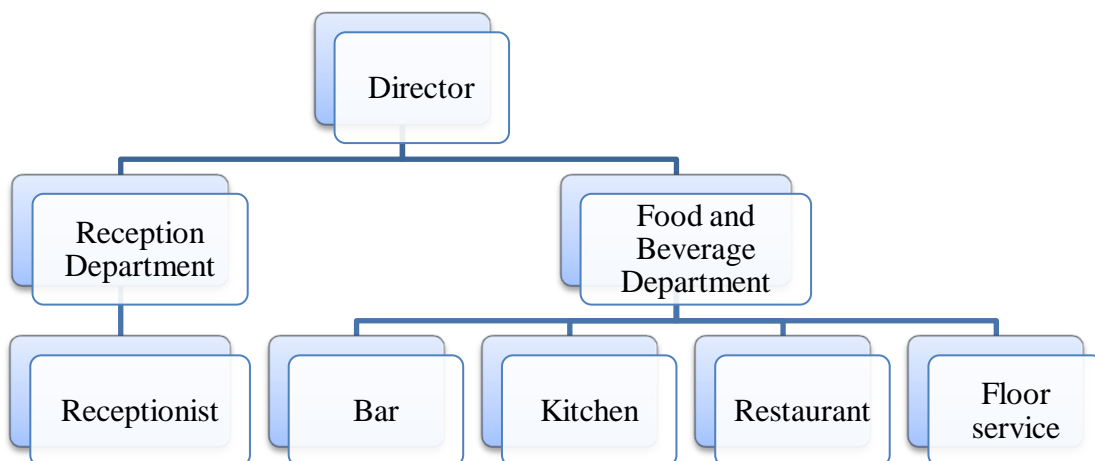 Director
Reception
Department
Food and
Beverage
Department
Receptionist
Bar
Kitchen
Restaurant
Floor
service